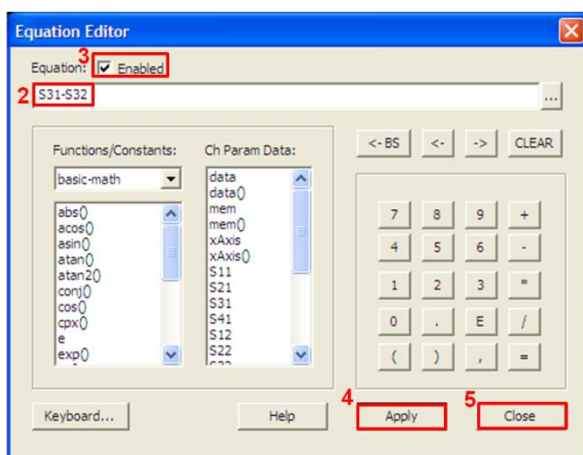 Equation Editor
3
Equation: Enabled
2 S31-S32 ...
Functions/Constants: Ch Param Data:
<- BS <- -> CLEAR
basic-math
abs()
acos()
asin()
atan()
atan2()
conj()
cos()
cpx()
e
exp()
data
data()
mem
mem()
xAxis
xAxis()
S11
S21
S31
S41
S12
S22
7 8 9 +
4 5 6 -
1 2 3 *
0 . E /
( ) , =
4 5
Keyboard... Help Apply Close